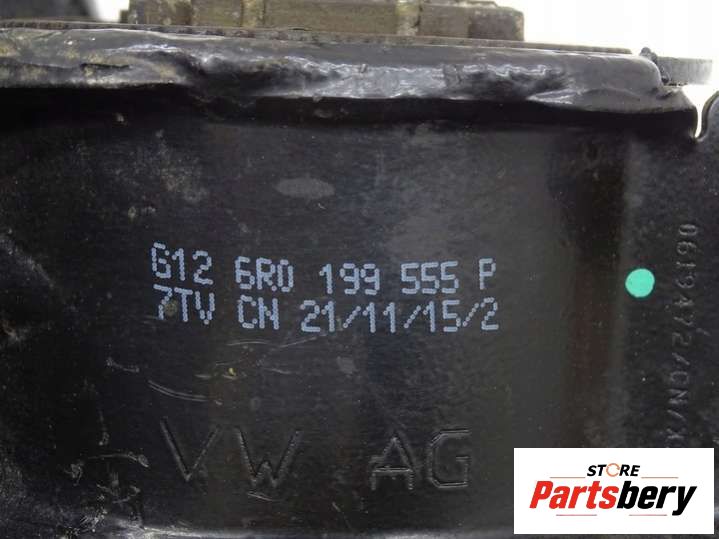 G12 6R0 199 555 P
7TV CN 21/11/15/2
VW AG
STORE
Partsbery